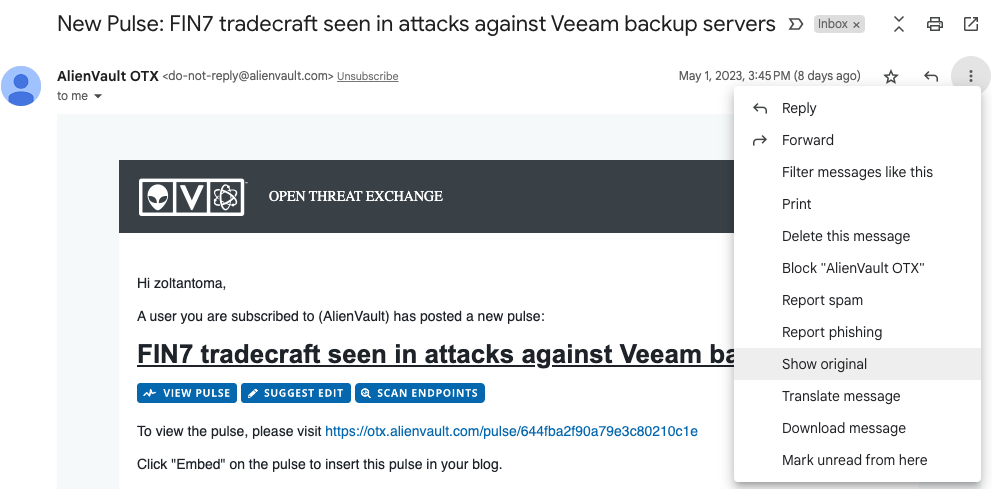 New Pulse: FIN7 tradecraft seen in attacks against Veeam backup servers
Inbox ×
AlienVault OTX <do-not-reply@alienvault.com> Unsubscribe
May 1, 2023, 3:45 PM (8 days ago)
to me
Reply
Forward
Filter messages like this
Print
Delete this message
Block "AlienVault OTX"
Report spam
Report phishing
Show original
Translate message
Download message
Mark unread from here
V
OPEN THREAT EXCHANGE
Hi zoltantoma,
A user you are subscribed to (AlienVault) has posted a new pulse:
FIN7 tradecraft seen in attacks against Veeam ba
VIEW PULSE
SUGGEST EDIT
SCAN ENDPOINTS
To view the pulse, please visit https://otx.alienvault.com/pulse/644fba2f90a79e3c80210c1e
Click "Embed" on the pulse to insert this pulse in your blog.